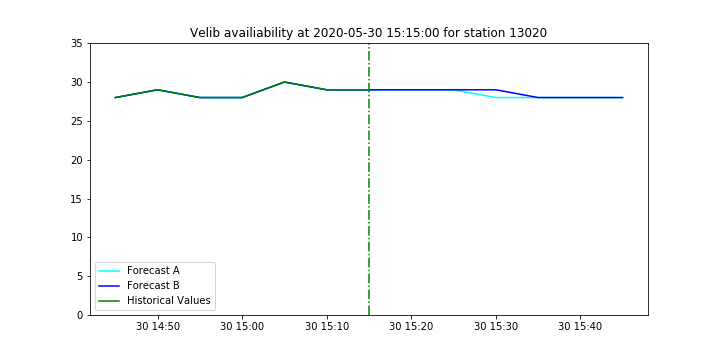 Velib availiability at 2020-05-30 15:15:00 for station 13020
35
30
25
20
15
10
5
0
Forecast A
Forecast B
Historical Values
30 14:50 30 15:00 30 15:10 30 15:20 30 15:30 30 15:40